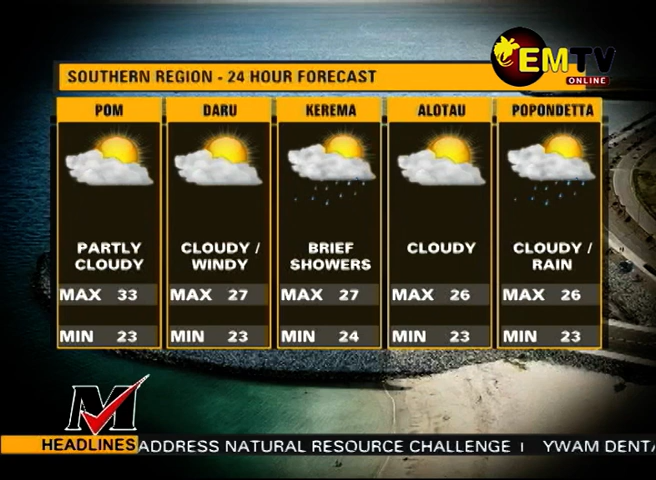 EMTV
ONLINE
SOUTHERN REGION - 24 HOUR FORECAST
POM
PARTLY
CLOUDY
MAX 33
MIN 23
DARU
CLOUDY /
WINDY
MAX 27
MIN 23
KEREMA
BRIEF
SHOWERS
MAX 27
MIN 24
ALOTAU
CLOUDY
MAX 26
MIN 23
POPONDETTA
CLOUDY /
RAIN
MAX 26
MIN 23
M
HEADLINES ADDRESS NATURAL RESOURCE CHALLENGE | YWAM DENT